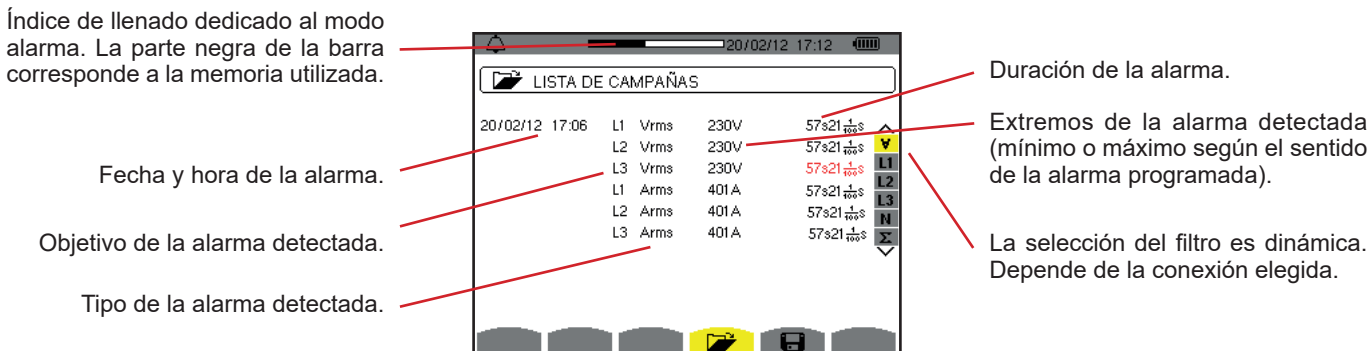 Índice de llenado dedicado al modo
alarma. La parte negra de la barra
corresponde a la memoria utilizada.
Fecha y hora de la alarma.
Objetivo de la alarma detectada.
Tipo de la alarma detectada.
20/02/12 17:12
LISTA DE CAMPAÑAS
20/02/12 17:06 L1 Vrms 230V 57s21 1/100 s
L2 Vrms 230V 57s21 1/100 s
L3 Vrms 230V 57s21 1/100 s
L1 Arms 401A 57s21 1/100 s
L2 Arms 401A 57s21 1/100 s
L3 Arms 401A 57s21 1/100 s
∀
L1
L2
L3
N
Σ
Duración de la alarma.
Extremos de la alarma detectada
(mínimo o máximo según el sentido
de la alarma programada).
La selección del filtro es dinámica.
Depende de la conexión elegida.